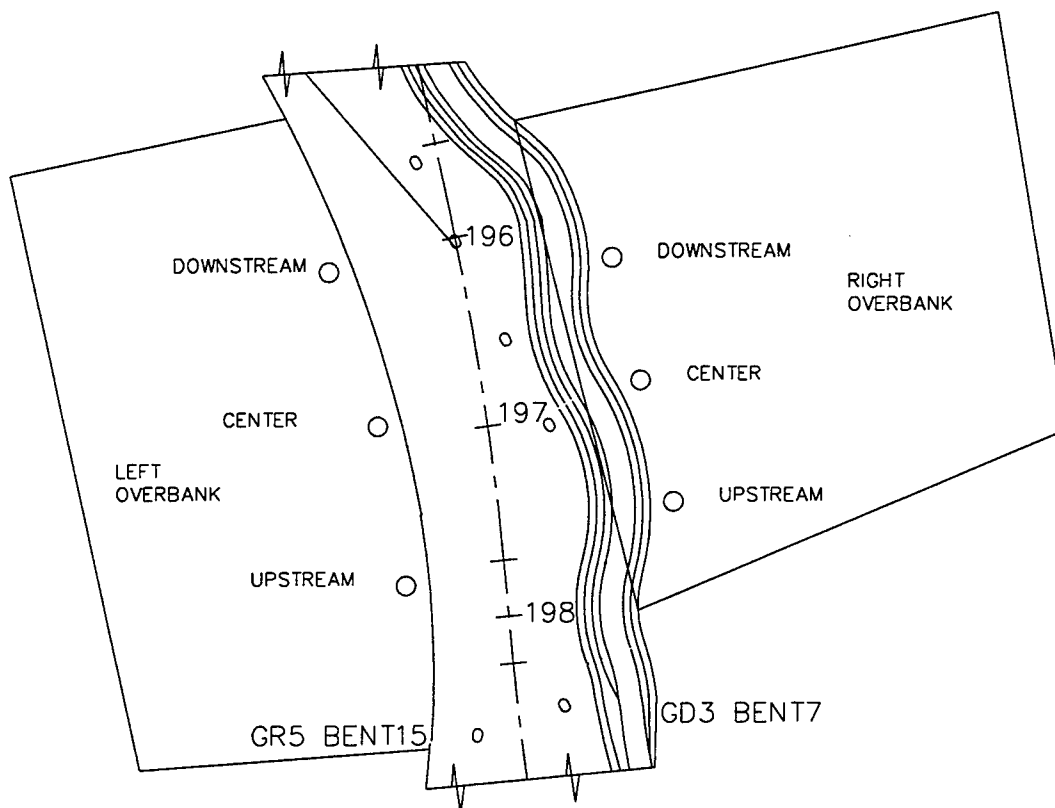 196
DOWNSTREAM
DOWNSTREAM
RIGHT
OVERBANK
CENTER
197
CENTER
LEFT
OVERBANK
UPSTREAM
UPSTREAM
198
GD3 BENT7
GR5 BENT15